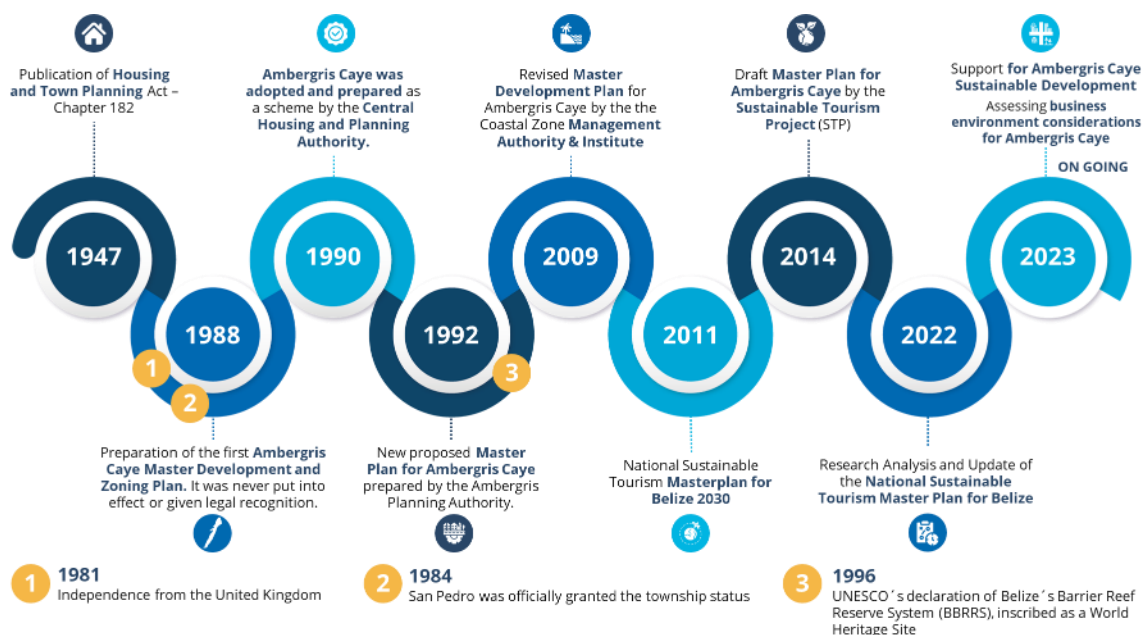 Publication of Housing
and Town Planning Act –
Chapter 182
Ambergris Caye was
adopted and prepared as
a scheme by the Central
Housing and Planning
Authority.
Revised Master
Development Plan for
Ambergris Caye by the the
Coastal Zone Management
Authority & Institute
Draft Master Plan for
Ambergris Caye by the
Sustainable Tourism
Project (STP)
Support for Ambergris Caye
Sustainable Development
Assessing business
environment considerations
for Ambergris Caye
ON GOING
1947
1990
2009
2014
2023
1988
1992
2011
2022
1
2
3
Preparation of the first Ambergris
Caye Master Development and
Zoning Plan. It was never put into
effect or given legal recognition.
New proposed Master
Plan for Ambergris Caye
prepared by the Ambergris
Planning Authority.
National Sustainable
Tourism Masterplan for
Belize 2030
Research Analysis and Update of
the National Sustainable
Tourism Master Plan for Belize
1
1981
Independence from the United Kingdom
2
1984
San Pedro was officially granted the township status
3
1996
UNESCO´s declaration of Belize´s Barrier Reef
Reserve System (BBRRS), inscribed as a World
Heritage Site